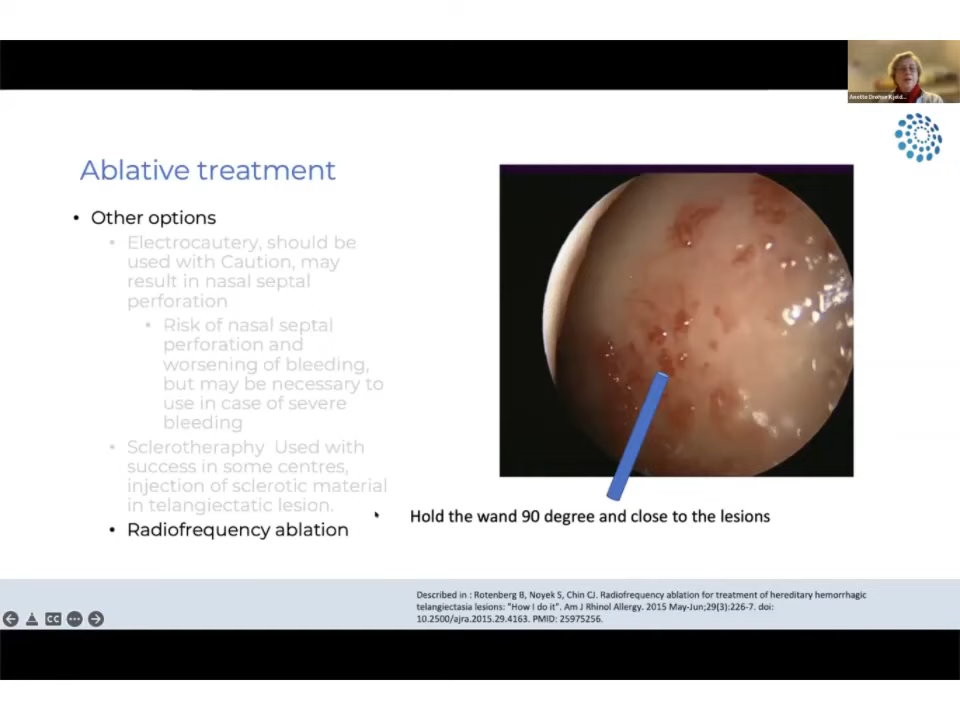 Annette Drøhse Kjeld...
Ablative treatment
• Other options
• Electrocautery, should be
used with Caution, may
result in nasal septal
perforation
• Risk of nasal septal
perforation and
worsening of bleeding,
but may be necessary to
use in case of severe
bleeding
• Sclerotheraphy Used with
success in some centres,
injection of sclerotic material
in telangiectatic lesion.
• Radiofrequency ablation
Hold the wand 90 degree and close to the lesions
Described in : Rotenberg B, Noyek S, Chin CJ. Radiofrequency ablation for treatment of hereditary hemorrhagic
telangiectasia lesions: "How I do it". Am J Rhinol Allergy. 2015 May-Jun;29(3):226-7. doi:
10.2500/ajra.2015.29.4163. PMID: 25975256.
CC